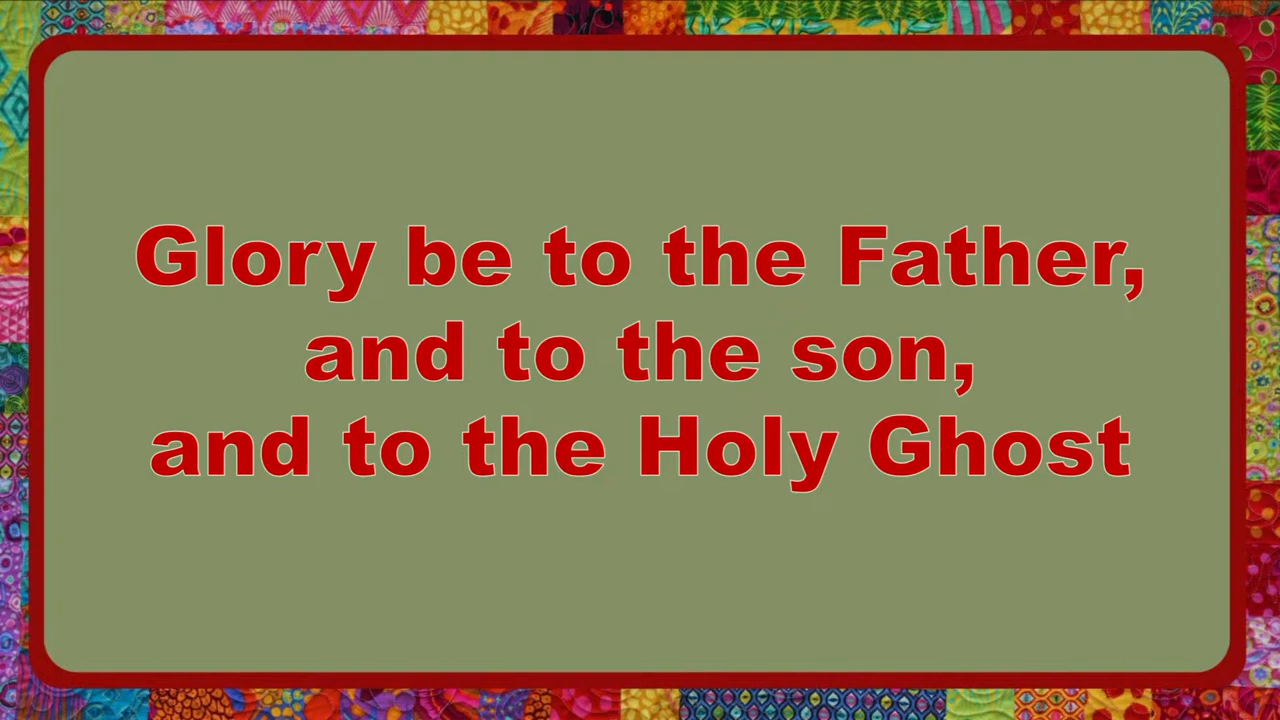 Glory be to the Father,
and to the son,
and to the Holy Ghost